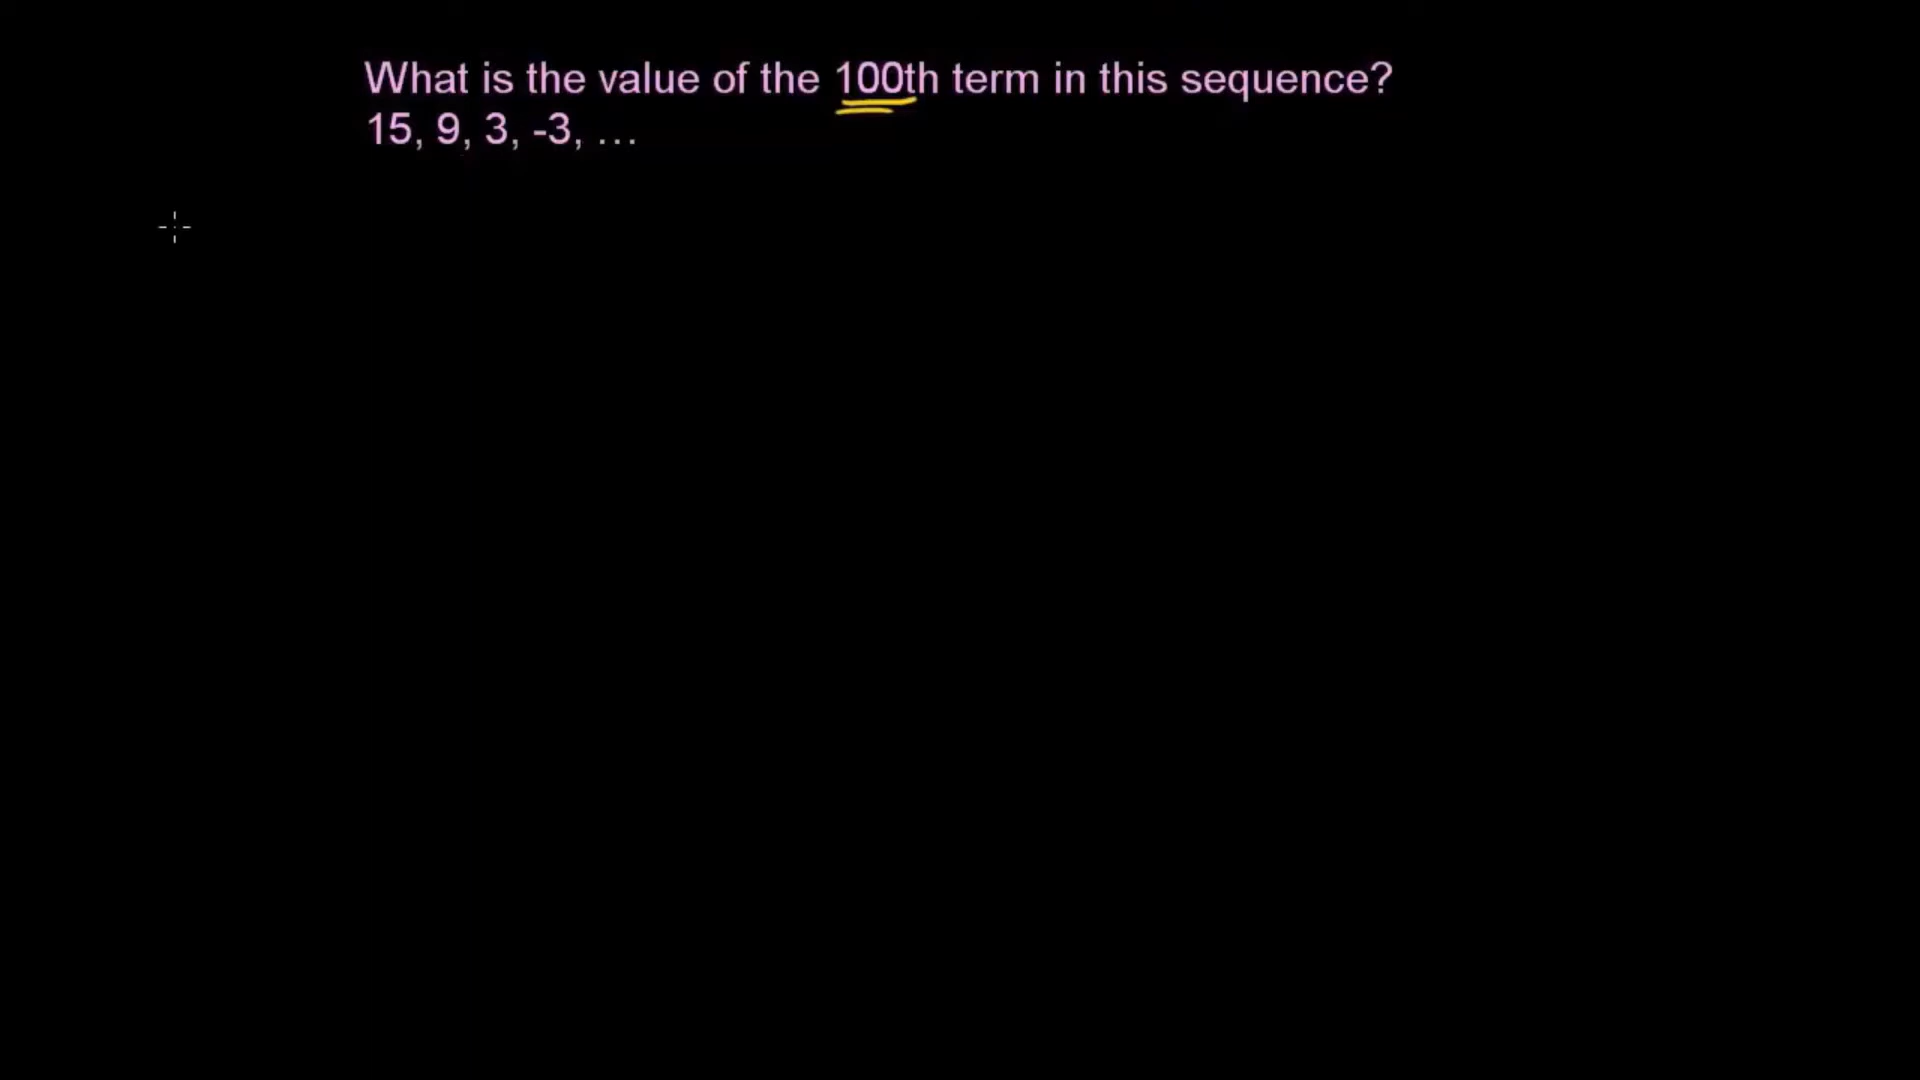 What is the value of the 100th term in this sequence?
15, 9, 3, -3, …